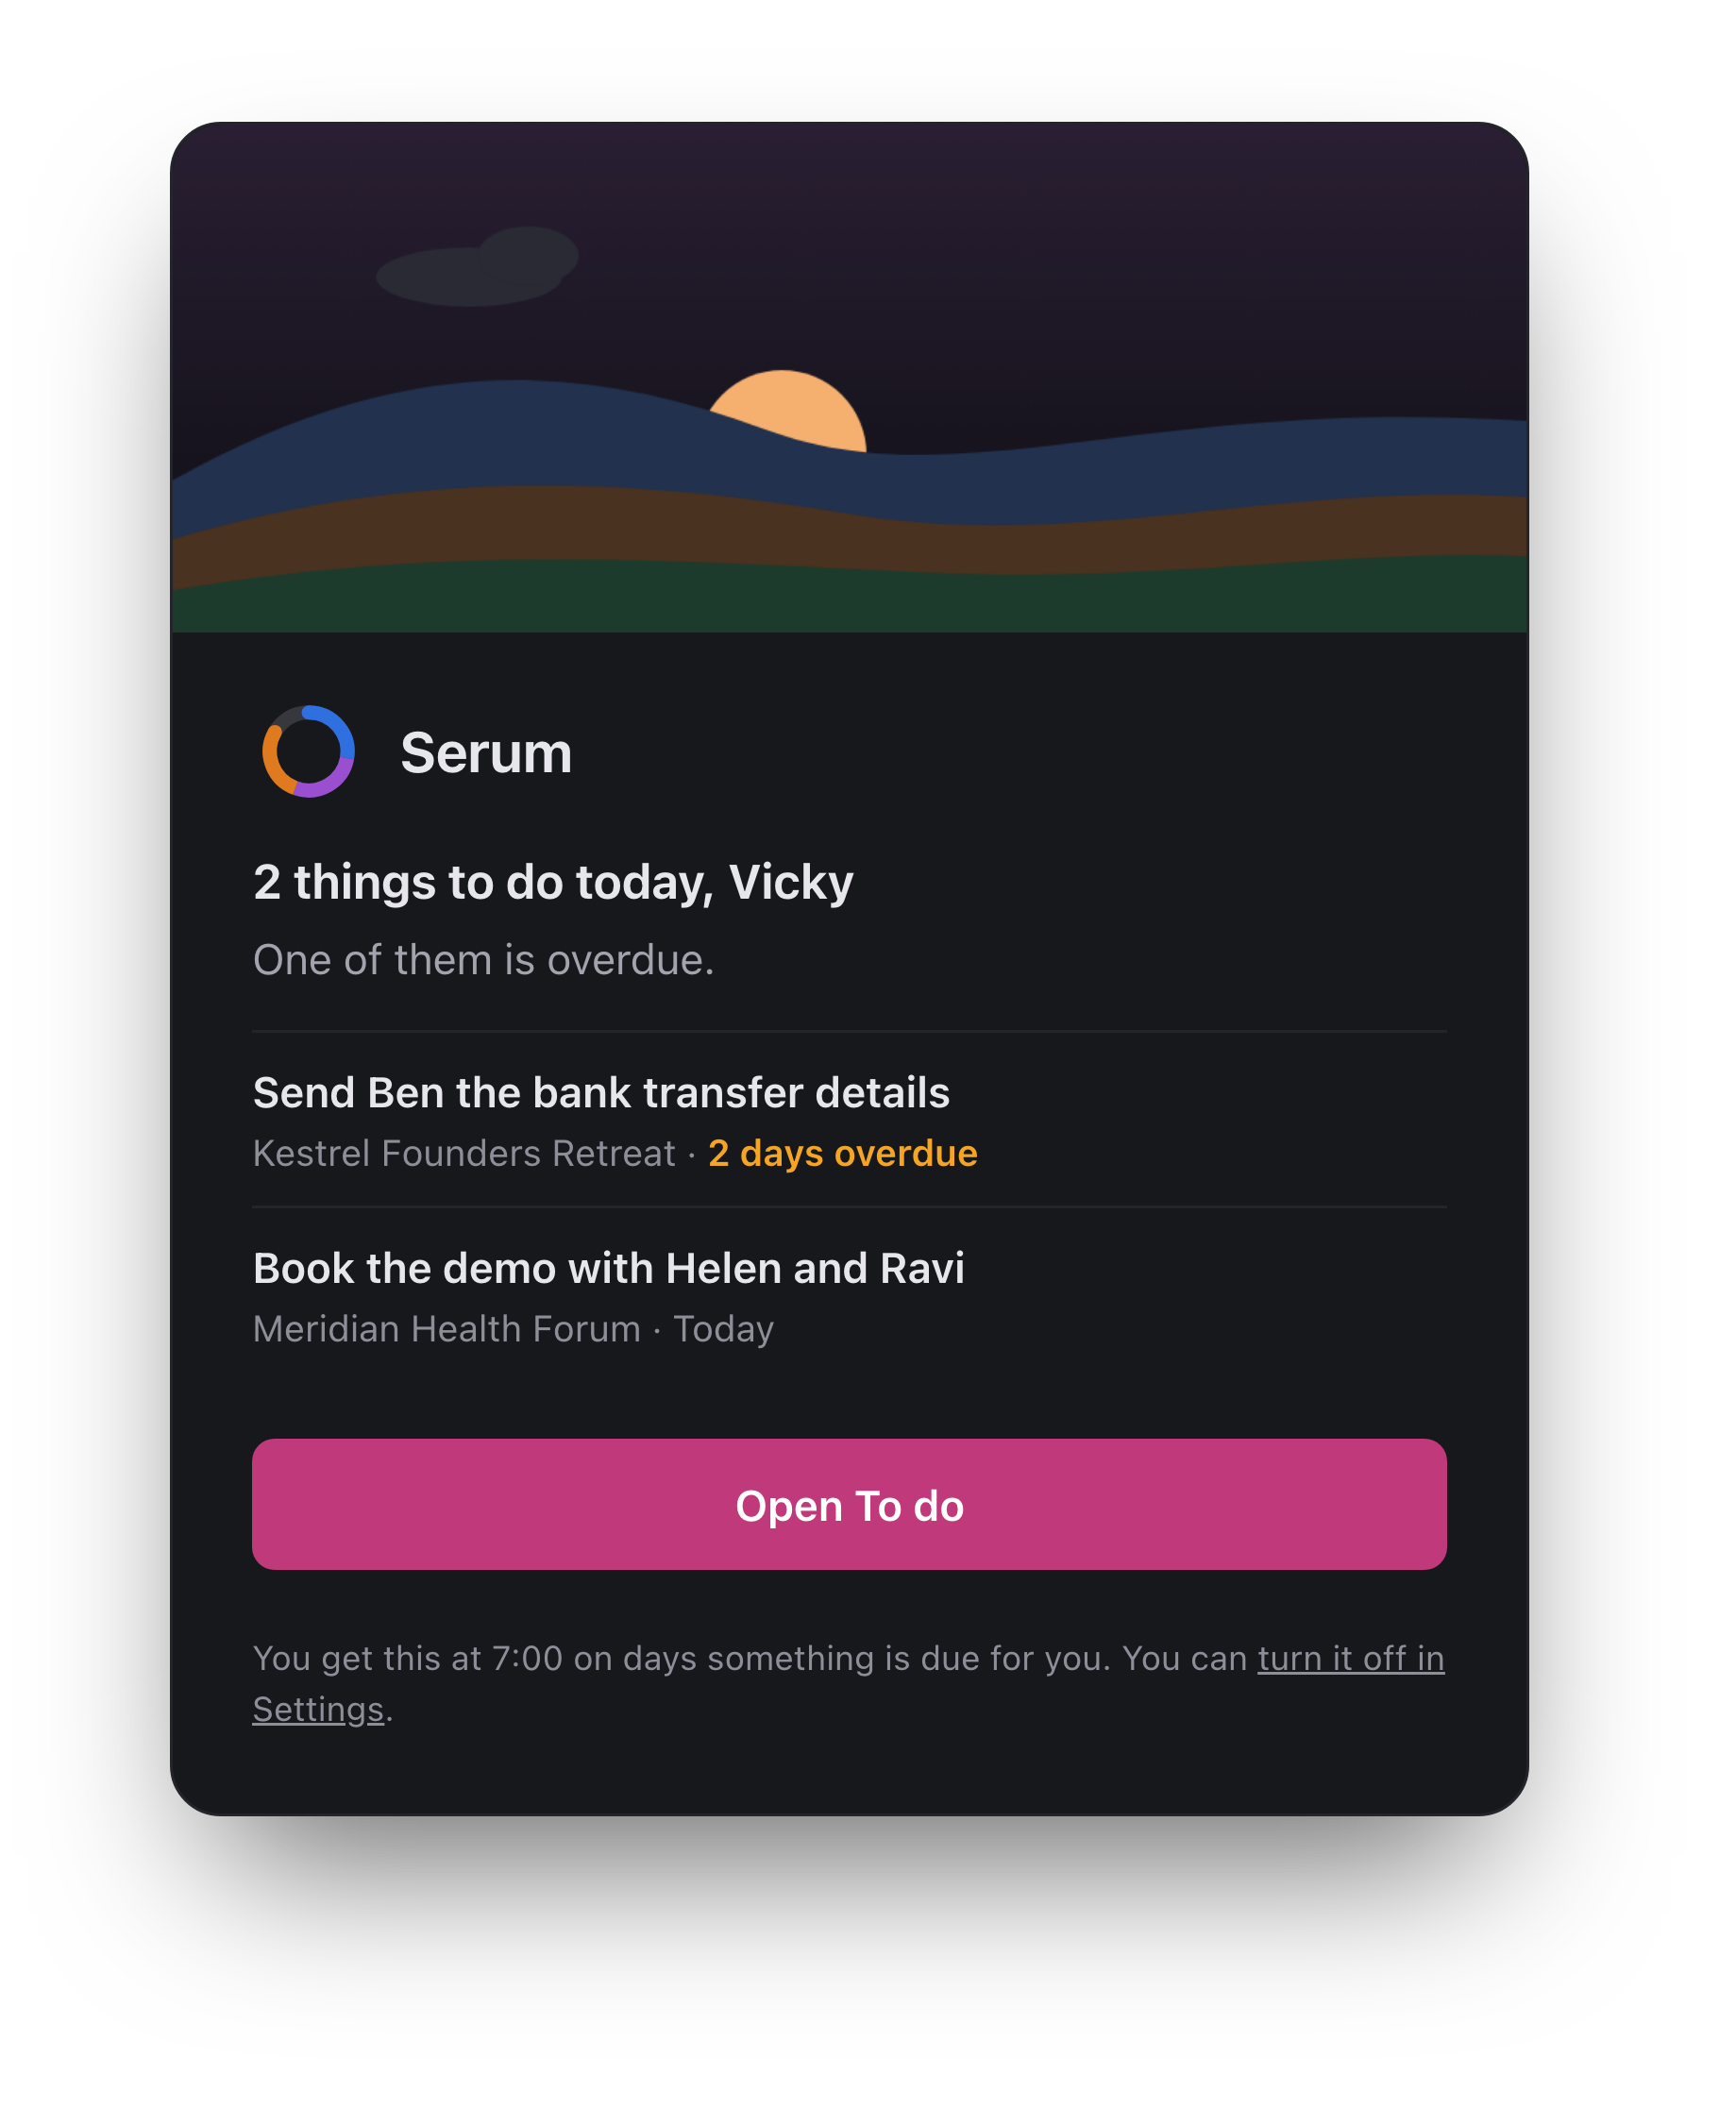 Serum
2 things to do today, Vicky
One of them is overdue.
Send Ben the bank transfer details
Kestrel Founders Retreat · 2 days overdue
Book the demo with Helen and Ravi
Meridian Health Forum · Today
Open To do
You get this at 7:00 on days something is due for you. You can turn it off in
Settings.